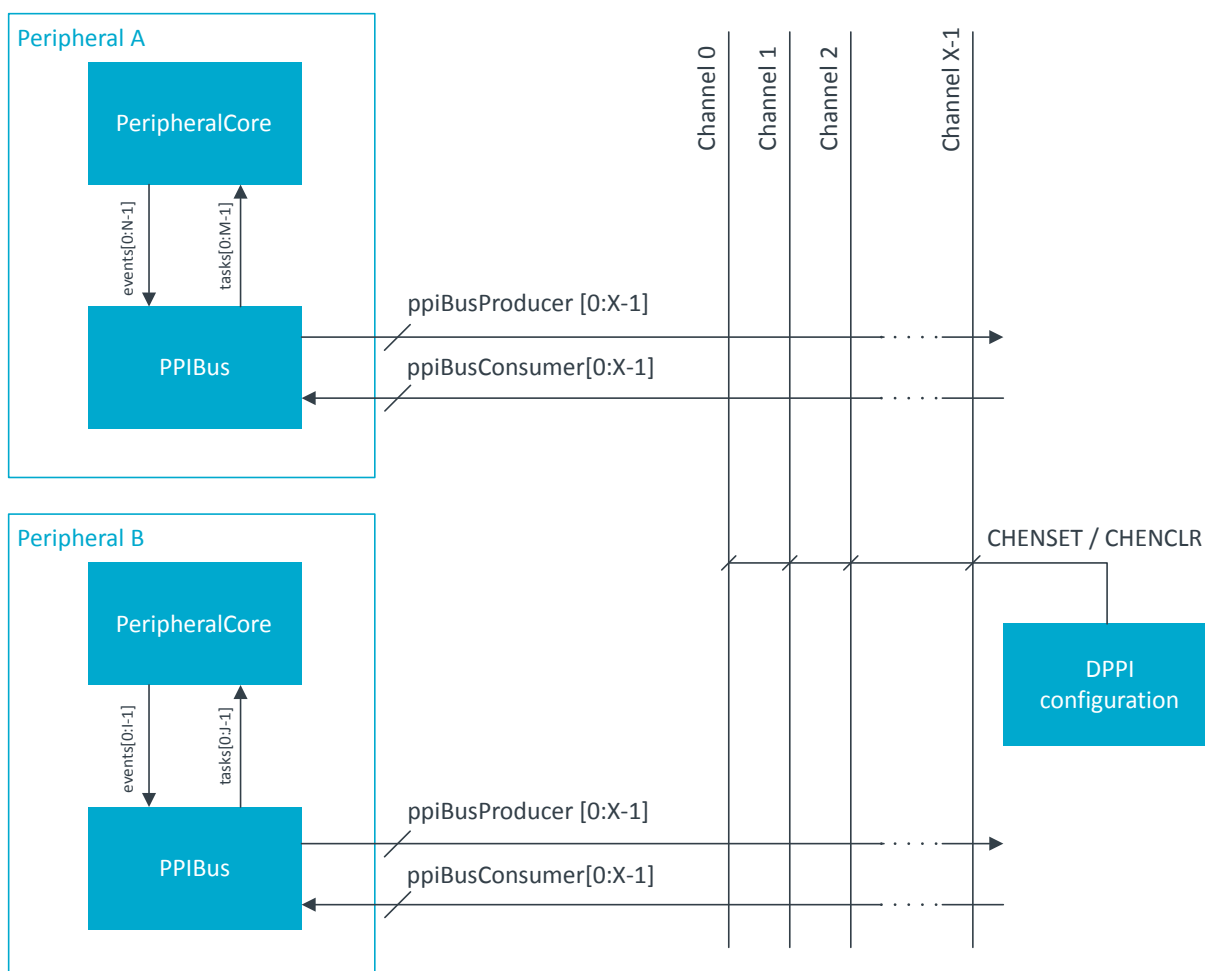 Peripheral A
PeripheralCore
events[0:N-1]
tasks[0:M-1]
PPIBus
ppiBusProducer [0:X-1]
ppiBusConsumer[0:X-1]
Channel 0
Channel 1
Channel 2
Channel X-1
Peripheral B
PeripheralCore
events[0:I-1]
tasks[0:J-1]
PPIBus
ppiBusProducer [0:X-1]
ppiBusConsumer[0:X-1]
CHENSET / CHENCLR
DPPI
configuration